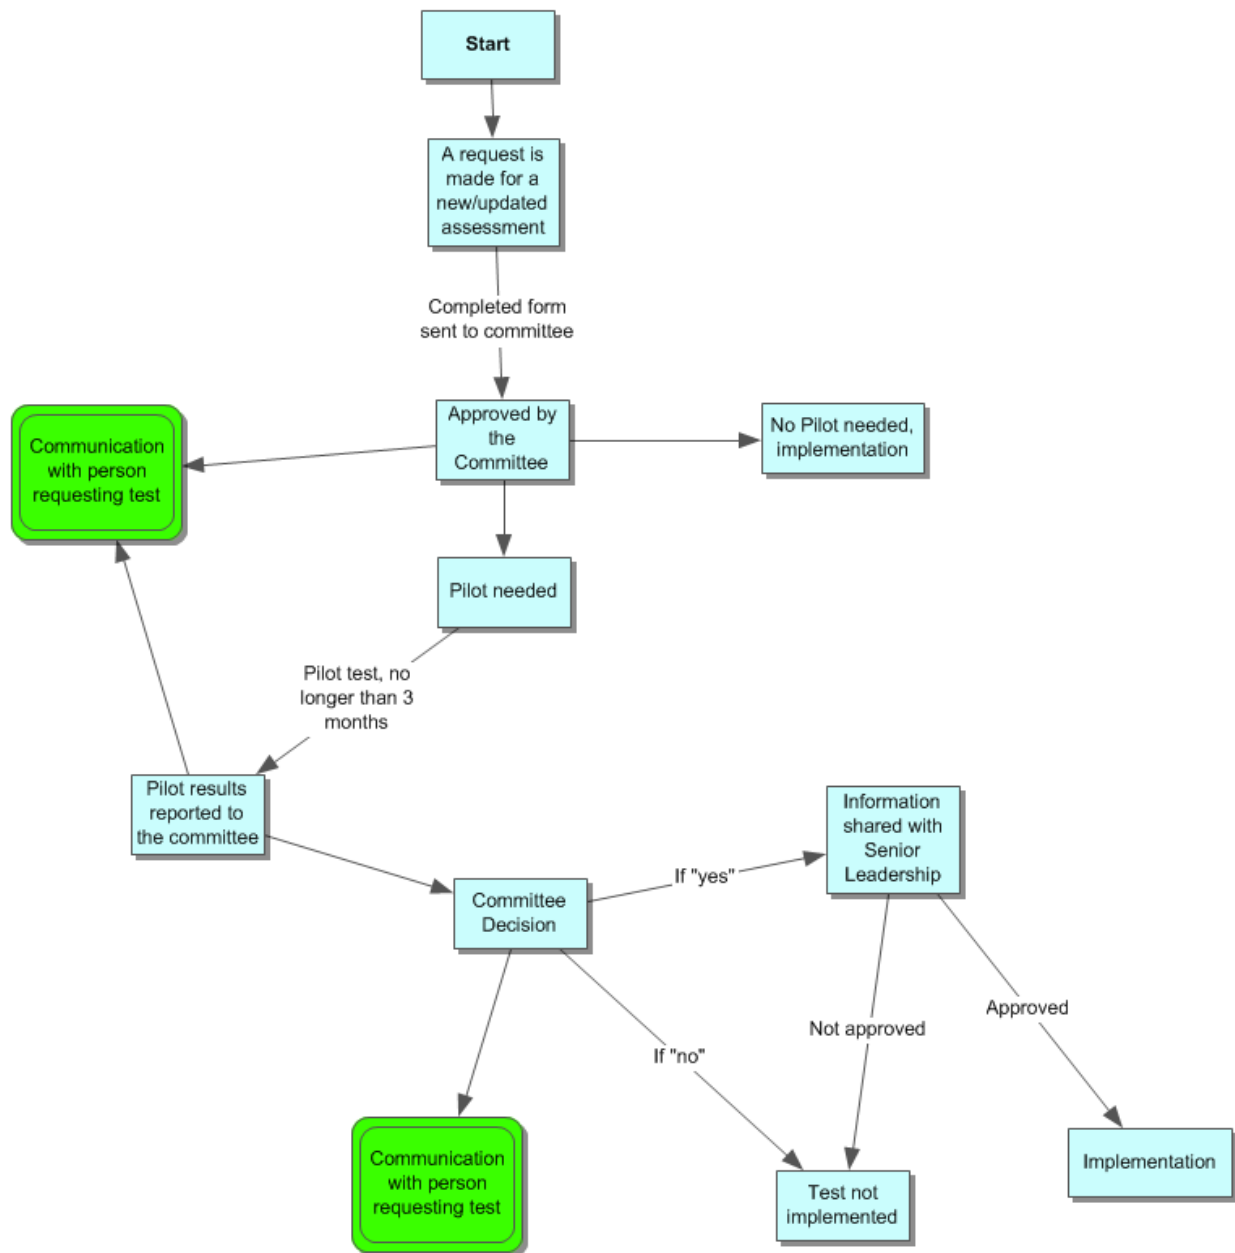 Start
A request is
made for a
new/updated
assessment
Completed form
sent to committee
Approved by
the
Committee
No Pilot needed,
implementation
Communication
with person
requesting test
Pilot needed
Pilot test, no
longer than 3
months
Pilot results
reported to
the committee
Information
shared with
Senior
Leadership
If "yes"
Committee
Decision
Approved
Not approved
If "no"
Communication
with person
requesting test
Implementation
Test not
implemented